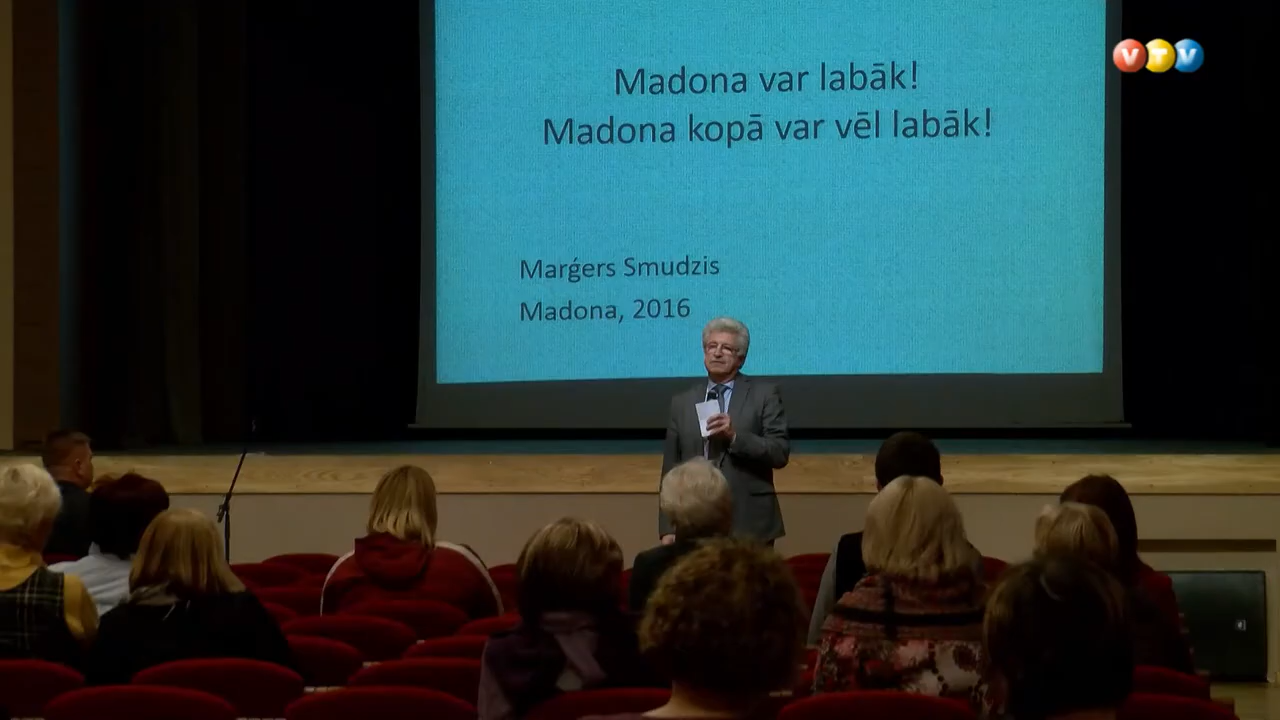 VTV
Madona var labāk!
Madona kopā var vēl labāk!
Marģers Smudzis
Madona, 2016